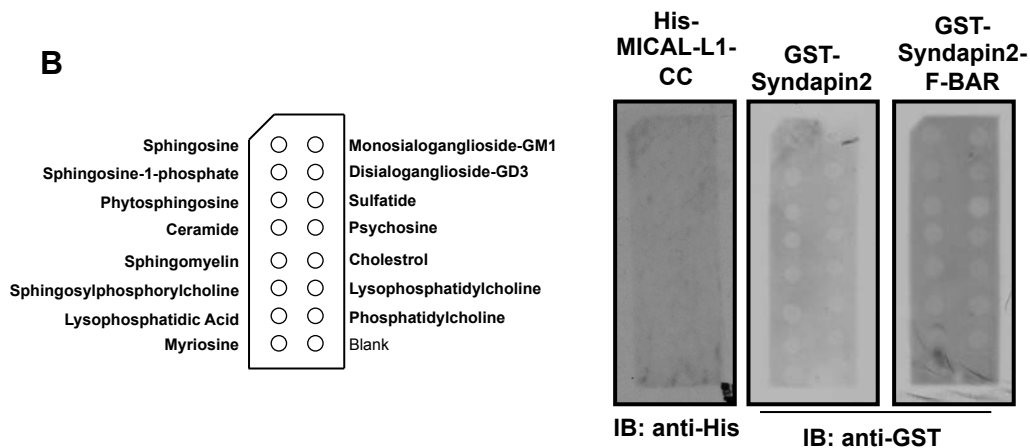 B
His-
MICAL-L1-
CC
GST-
Syndapin2
GST-
Syndapin2-
F-BAR
Sphingosine
Monosialoganglioside-GM1
Sphingosine-1-phosphate
Disialoganglioside-GD3
Phytosphingosine
Sulfatide
Ceramide
Psychosine
Sphingomyelin
Cholestrol
Sphingosylphosphorylcholine
Lysophosphatidylcholine
Lysophosphatidic Acid
Phosphatidylcholine
Myriosine
Blank
IB: anti-His
IB: anti-GST